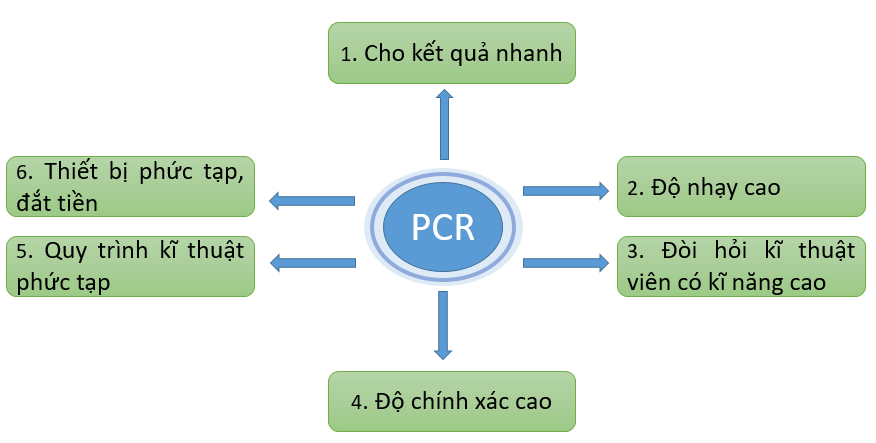 1. Cho kết quả nhanh
6. Thiết bị phức tạp,
đắt tiền
2. Độ nhạy cao
PCR
5. Quy trình kĩ thuật
phức tạp
3. Đòi hỏi kĩ thuật
viên có kĩ năng cao
4. Độ chính xác cao